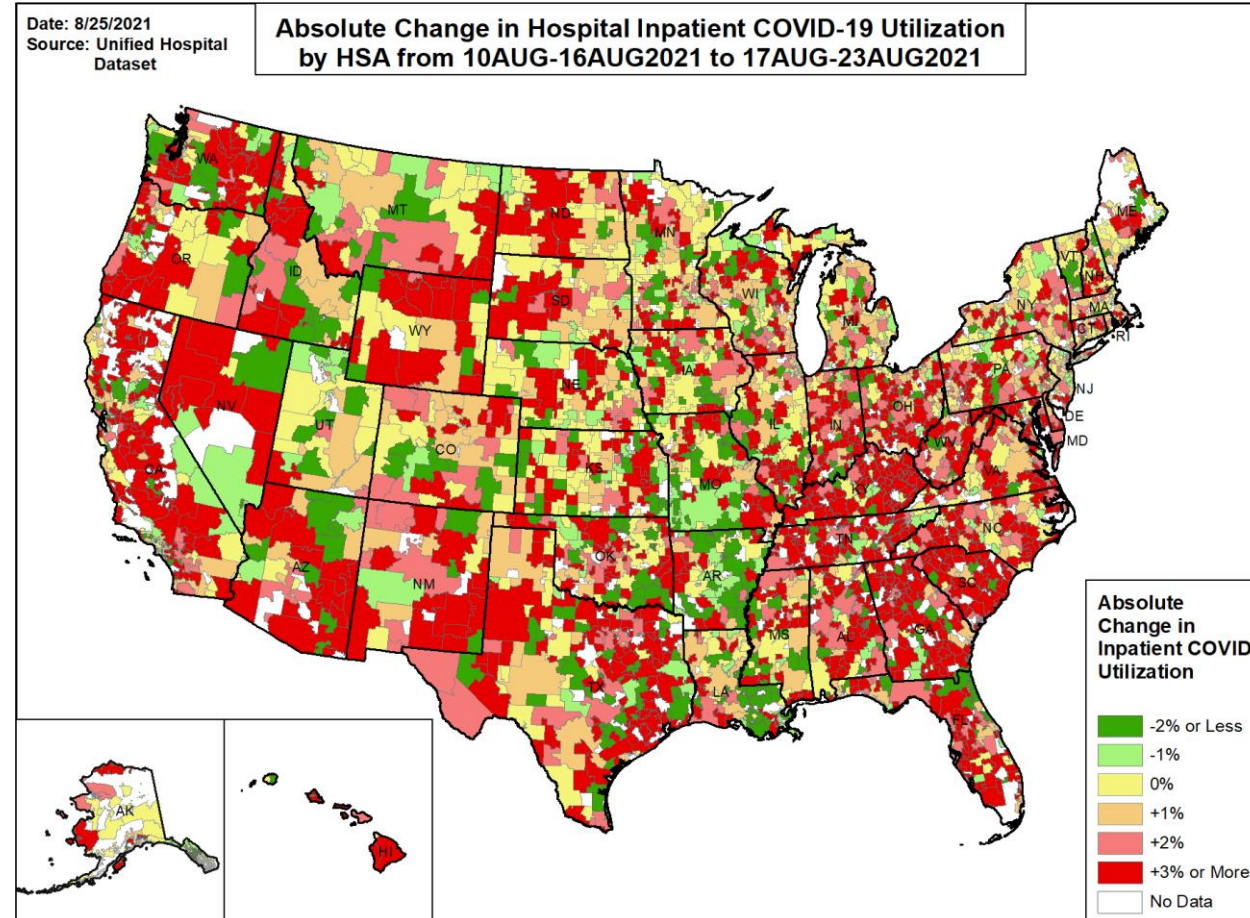 Date: 8/25/2021
Source: Unified Hospital
Dataset
Absolute Change in Hospital Inpatient COVID-19 Utilization
by HSA from 10AUG-16AUG2021 to 17AUG-23AUG2021
WA
MT
ND
MN
ME
OR
ID
SD
WI
MI
VT
NH
NY
MA
CT
RI
WY
IA
NE
PA
NJ
NV
UT
CO
IL
IN
OH
DE
MD
WV
CA
KS
MO
KY
VA
AZ
NM
OK
AR
TN
NC
SC
MS
AL
GA
TX
LA
FL
AK
HI
Absolute
Change in
Inpatient COVID
Utilization
-2% or Less
-1%
0%
+1%
+2%
+3% or More
No Data